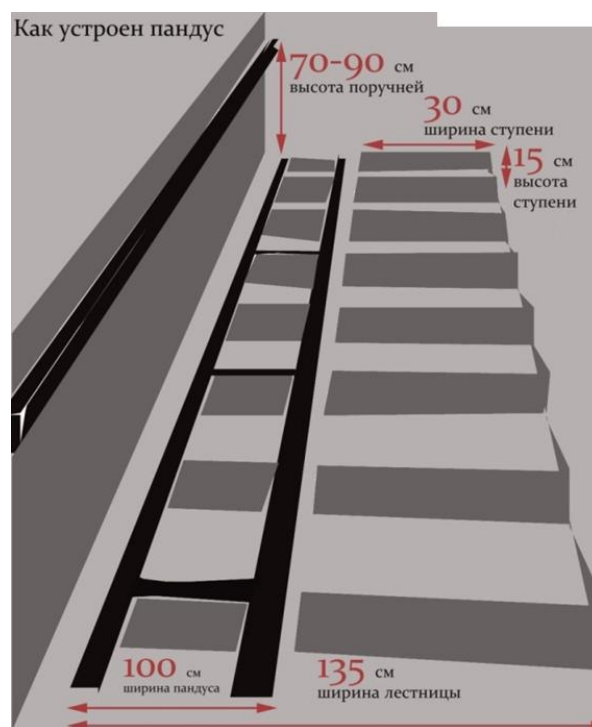 Как устроен пандус
70-90 см
высота поручней
30 см
ширина ступени
15 см
высота
ступени
100 см
ширина пандуса
135 см
ширина лестницы